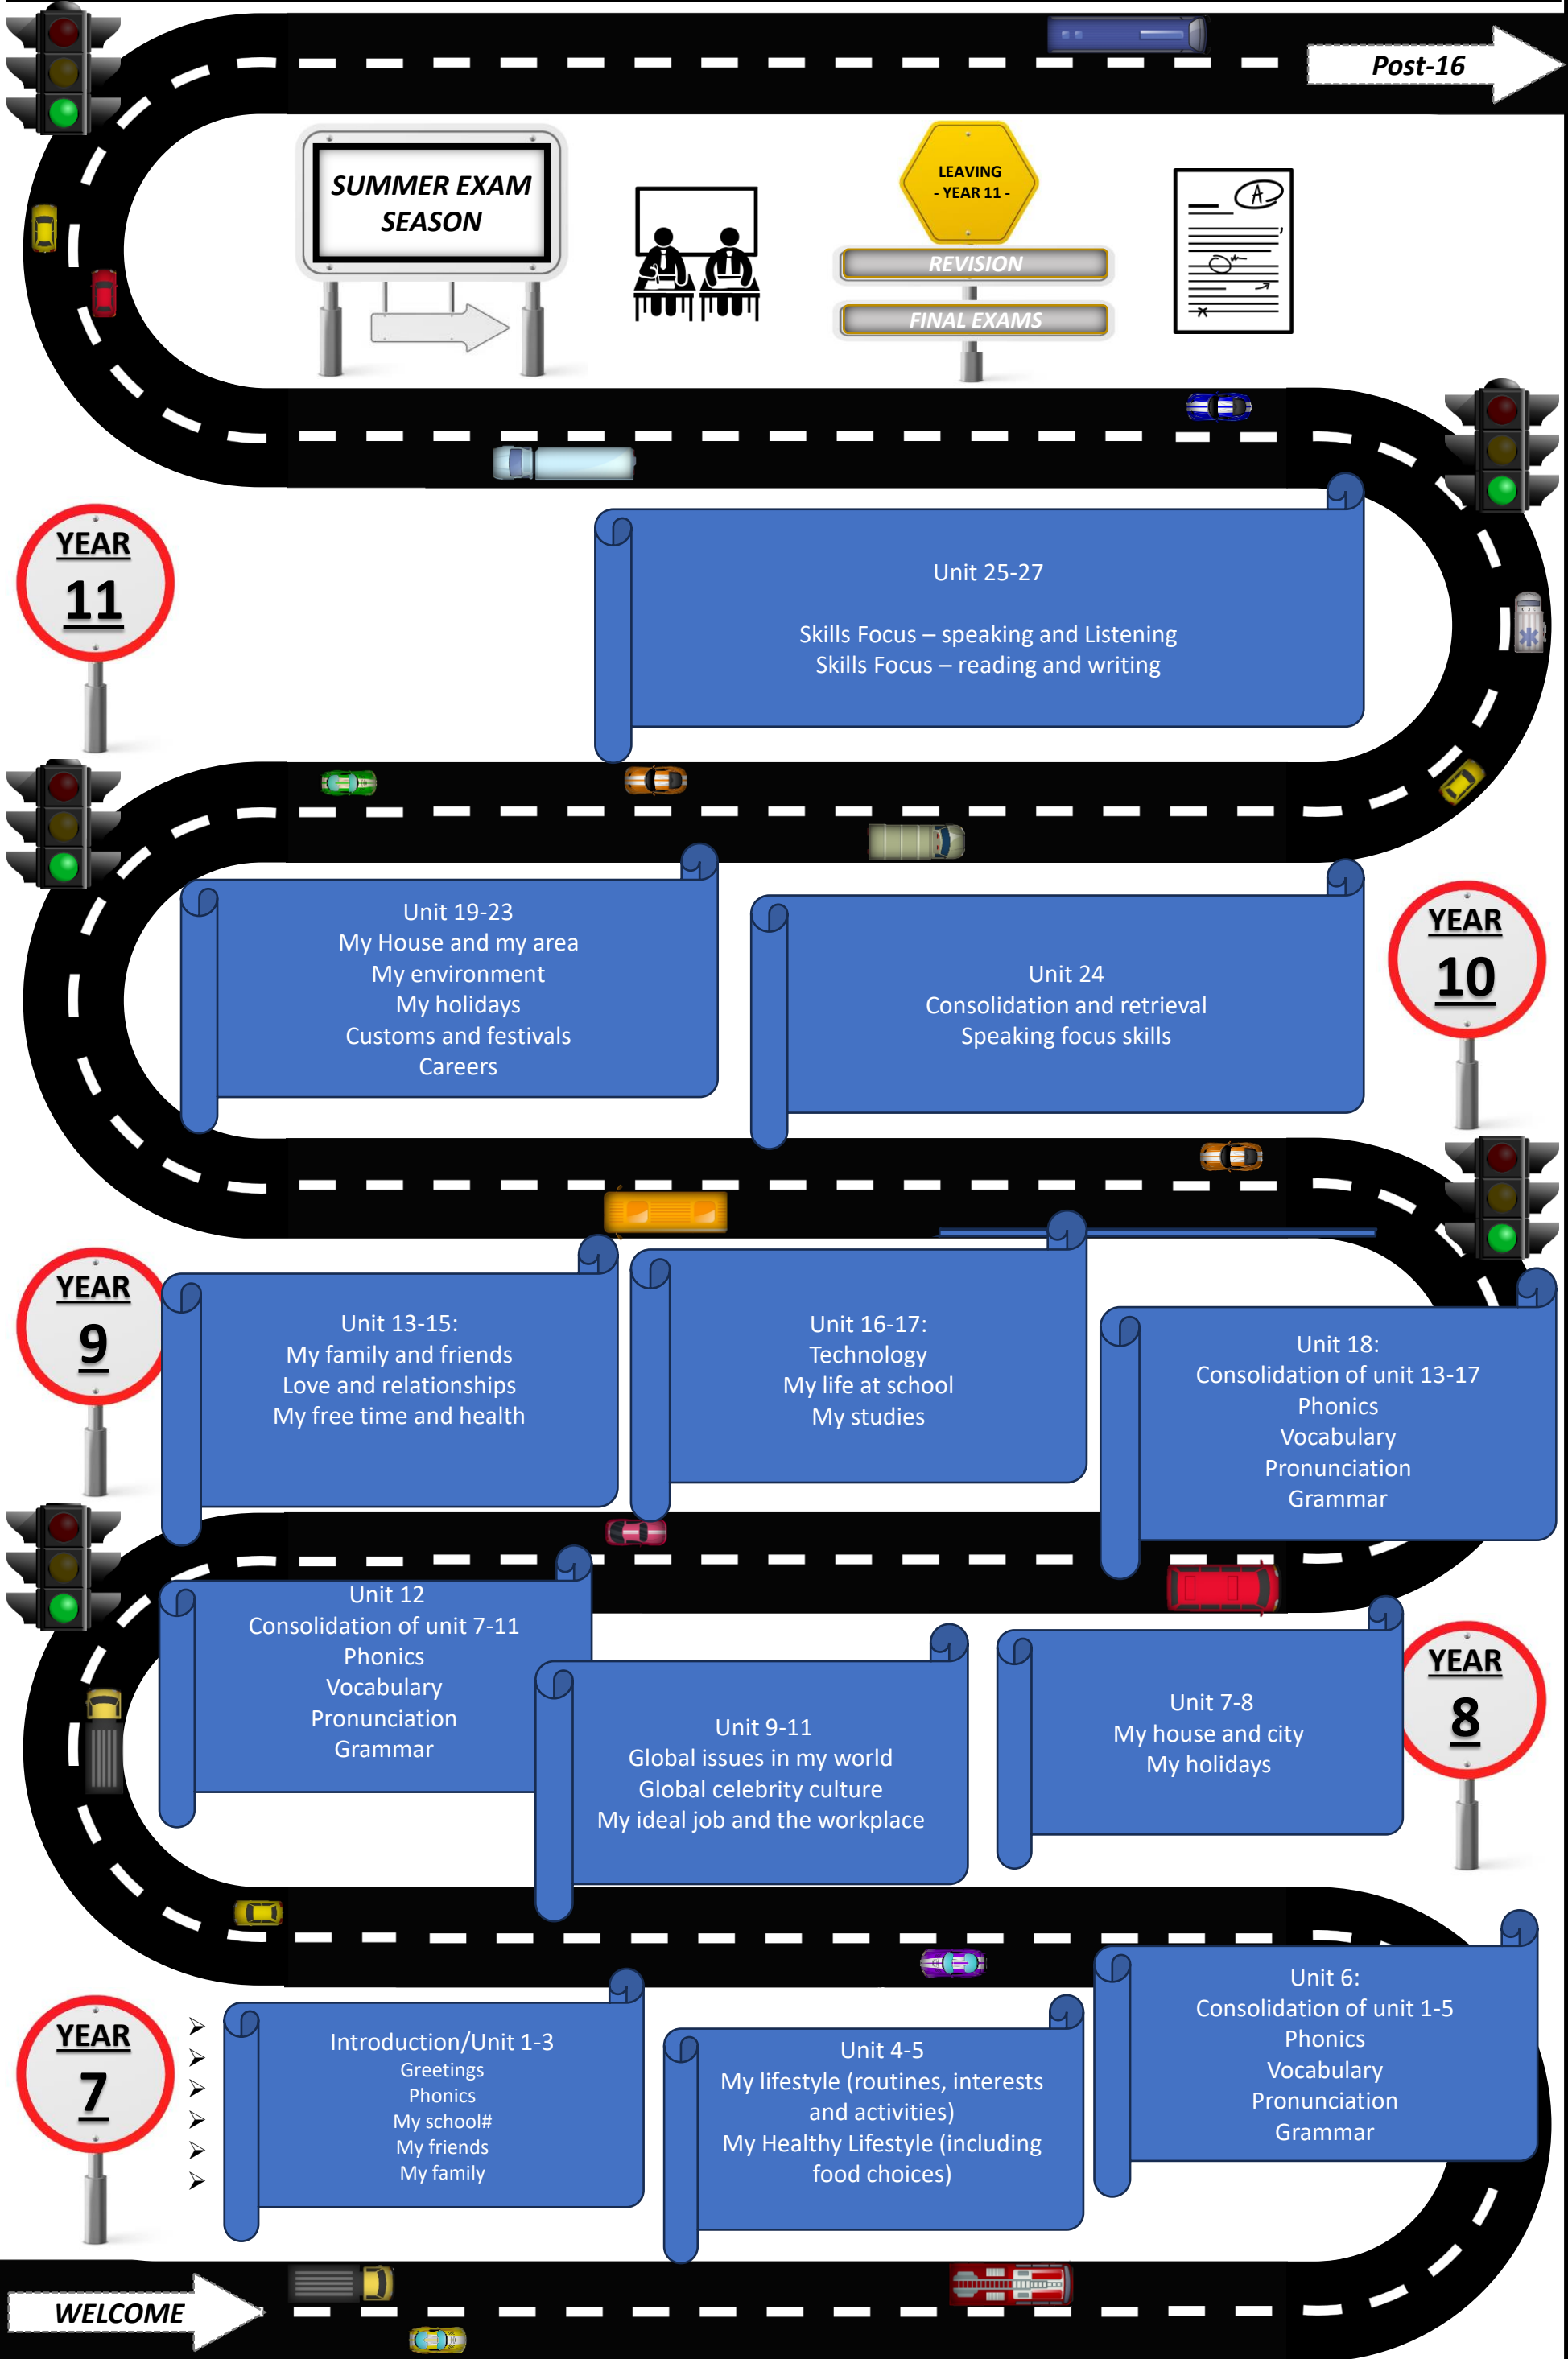 Post-16
SUMMER EXAM
SEASON
LEAVING
- YEAR 11 -
REVISION
FINAL EXAMS
A
YEAR
11
Unit 25-27
Skills Focus – speaking and Listening
Skills Focus – reading and writing
Unit 19-23
My House and my area
My environment
My holidays
Customs and festivals
Careers
Unit 24
Consolidation and retrieval
Speaking focus skills
YEAR
10
YEAR
9
Unit 13-15:
My family and friends
Love and relationships
My free time and health
Unit 16-17:
Technology
My life at school
My studies
Unit 18:
Consolidation of unit 13-17
Phonics
Vocabulary
Pronunciation
Grammar
Unit 12
Consolidation of unit 7-11
Phonics
Vocabulary
Pronunciation
Grammar
Unit 9-11
Global issues in my world
Global celebrity culture
My ideal job and the workplace
Unit 7-8
My house and city
My holidays
YEAR
8
YEAR
7
Introduction/Unit 1-3
Greetings
Phonics
My school#
My friends
My family
Unit 4-5
My lifestyle (routines, interests
and activities)
My Healthy Lifestyle (including
food choices)
Unit 6:
Consolidation of unit 1-5
Phonics
Vocabulary
Pronunciation
Grammar
WELCOME